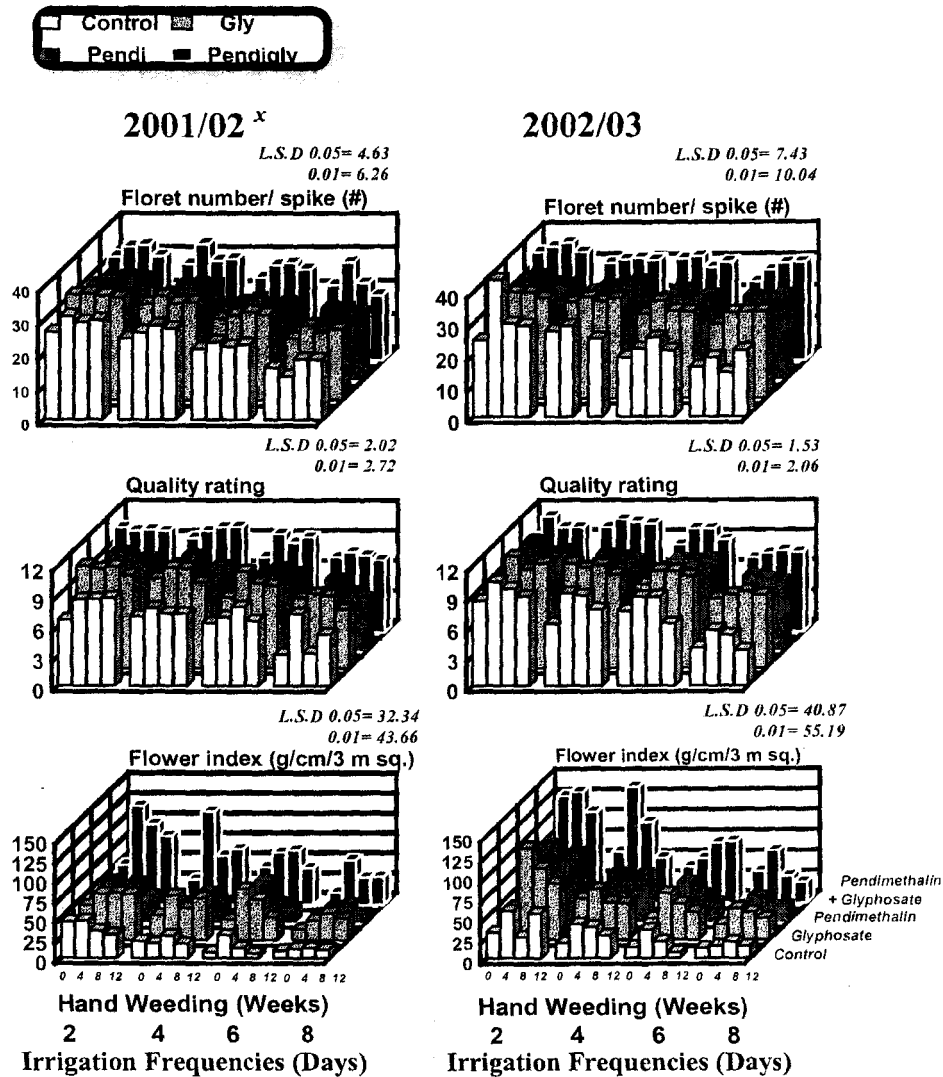 Control Gly
Pendi Pendigly
2001/02 x
L.S.D 0.05= 4.63
0.01= 6.26
Floret number/ spike (#)
40
30
20
10
0
2002/03
L.S.D 0.05= 7.43
0.01= 10.04
Floret number/ spike (#)
40
30
20
10
0
L.S.D 0.05= 2.02
0.01= 2.72
Quality rating
12
9
6
3
0
L.S.D 0.05= 1.53
0.01= 2.06
Quality rating
12
9
6
3
0
L.S.D 0.05= 32.34
0.01= 43.66
Flower index (g/cm/3 m sq.)
150
125
100
75
50
25
0
0 4 8 12 0 4 8 12 0 4 8 12 0 4 8 12
Hand Weeding (Weeks)
2 4 6 8
Irrigation Frequencies (Days)
L.S.D 0.05= 40.87
0.01= 55.19
Flower index (g/cm/3 m sq.)
150
125
100
75
50
25
0
Pendimethalin
+ Glyphosate
Pendimethalin
Glyphosate
Control
0 4 8 12 0 4 8 12 0 4 8 12 0 4 8 12
Hand Weeding (Weeks)
2 4 6 8
Irrigation Frequencies (Days)